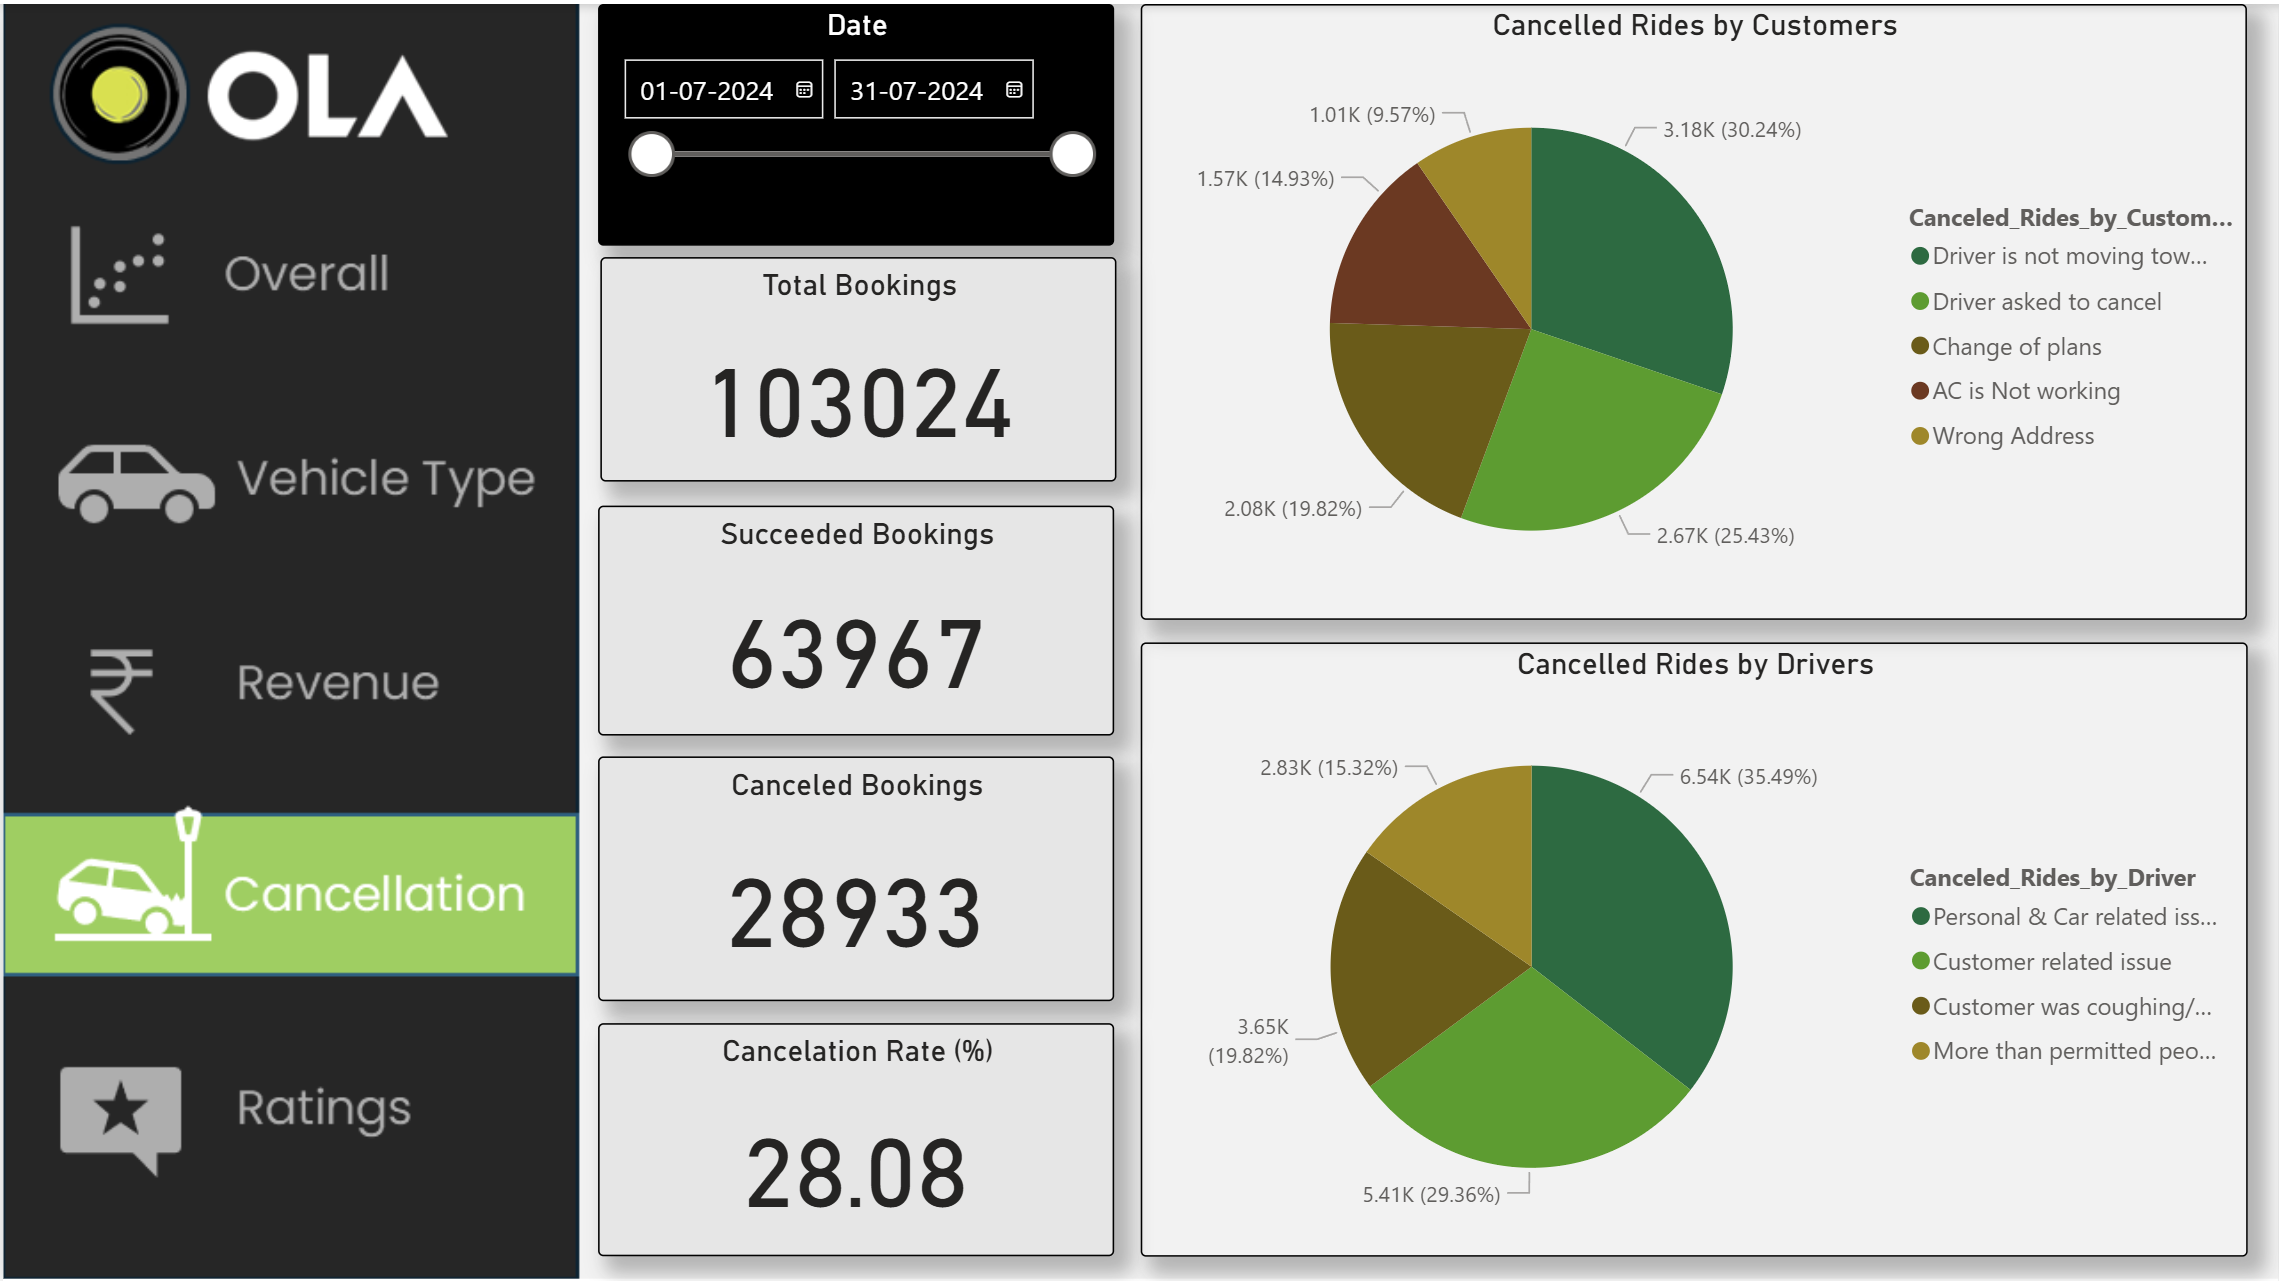 OLA
Overall
Vehicle Type
Revenue
Cancellation
Ratings
Date
01-07-2024
31-07-2024
Total Bookings
103024
Succeeded Bookings
63967
Canceled Bookings
28933
Cancelation Rate (%)
28.08
Cancelled Rides by Customers
1.01K (9.57%)
3.18K (30.24%)
1.57K (14.93%)
2.08K (19.82%)
2.67K (25.43%)
Canceled_Rides_by_Custom...
Driver is not moving tow...
Driver asked to cancel
Change of plans
AC is Not working
Wrong Address
Cancelled Rides by Drivers
2.83K (15.32%)
6.54K (35.49%)
3.65K
(19.82%)
5.41K (29.36%)
Canceled_Rides_by_Driver
Personal & Car related iss...
Customer related issue
Customer was coughing/...
More than permitted peo...